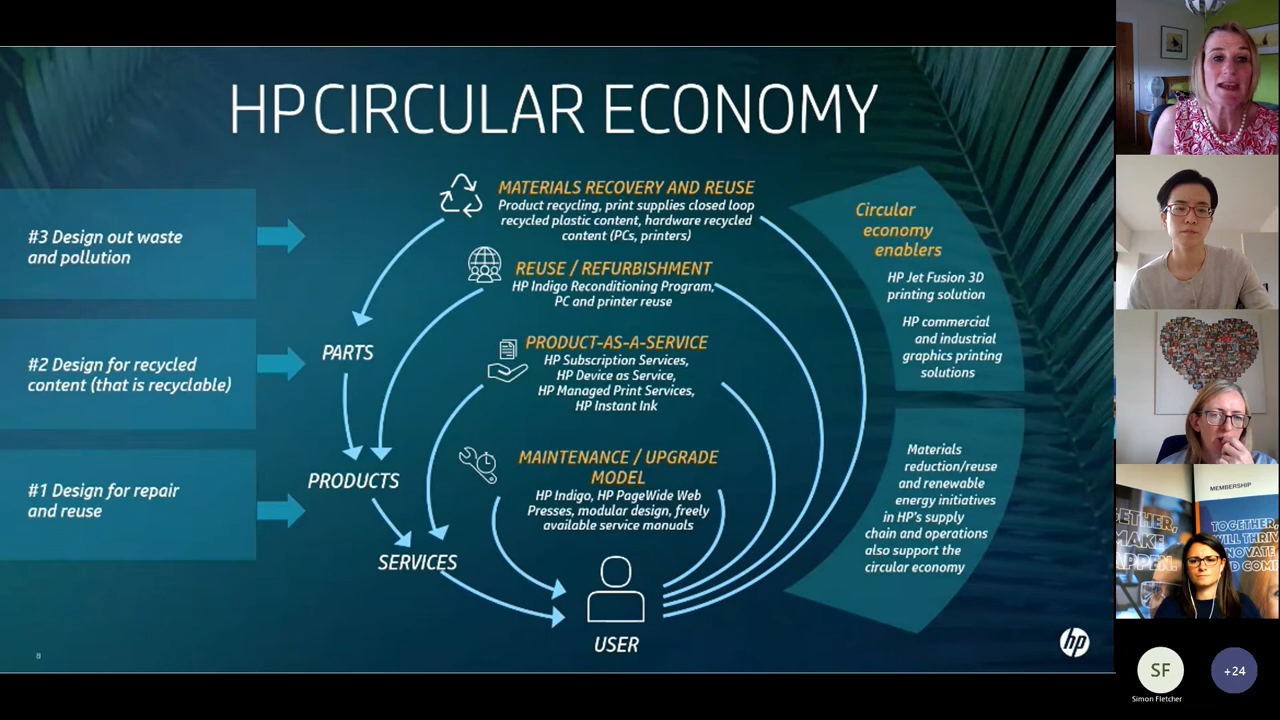 HP CIRCULAR ECONOMY
#3 Design out waste
and pollution
#2 Design for recycled
content (that is recyclable)
#1 Design for repair
and reuse
MATERIALS RECOVERY AND REUSE
Product recycling, print supplies closed loop
recycled plastic content, hardware recycled
content (PCs, printers)
REUSE / REFURBISHMENT
HP Indigo Reconditioning Program,
PC and printer reuse
PRODUCT-AS-A-SERVICE
HP Subscription Services,
HP Device as Service,
HP Managed Print Services,
HP Instant Ink
MAINTENANCE / UPGRADE
MODEL
HP Indigo, HP PageWide Web
Presses, modular design, freely
available service manuals
PARTS
PRODUCTS
SERVICES
USER
Circular
economy
enablers
HP Jet Fusion 3D
printing solution
HP commercial
and industrial
graphics printing
solutions
Materials
reduction/reuse
and renewable
energy initiatives
in HP's supply
chain and operations
also support the
circular economy
8
hp
MEMBERSHIP
TOGETHER,
SF
+24
Simon Fletcher